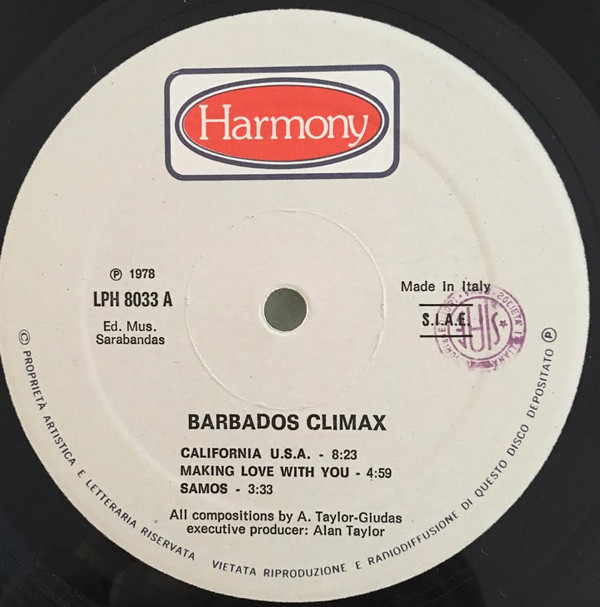 Harmony
℗ 1978
LPH 8033 A
Ed. Mus.
Sarabandas
Made In Italy
S.I.A.E.
BARBADOS CLIMAX
CALIFORNIA U.S.A. - 8:23
MAKING LOVE WITH YOU - 4:59
SAMOS - 3:33
All compositions by A. Taylor-Giudas
executive producer: Alan Taylor
© PROPRIETÀ ARTISTICA E LETTERARIA RISERVATA VIETATA RIPRODUZIONE E RADIODIFFUSIONE DI QUESTO DISCO DEPOSITATO ℗